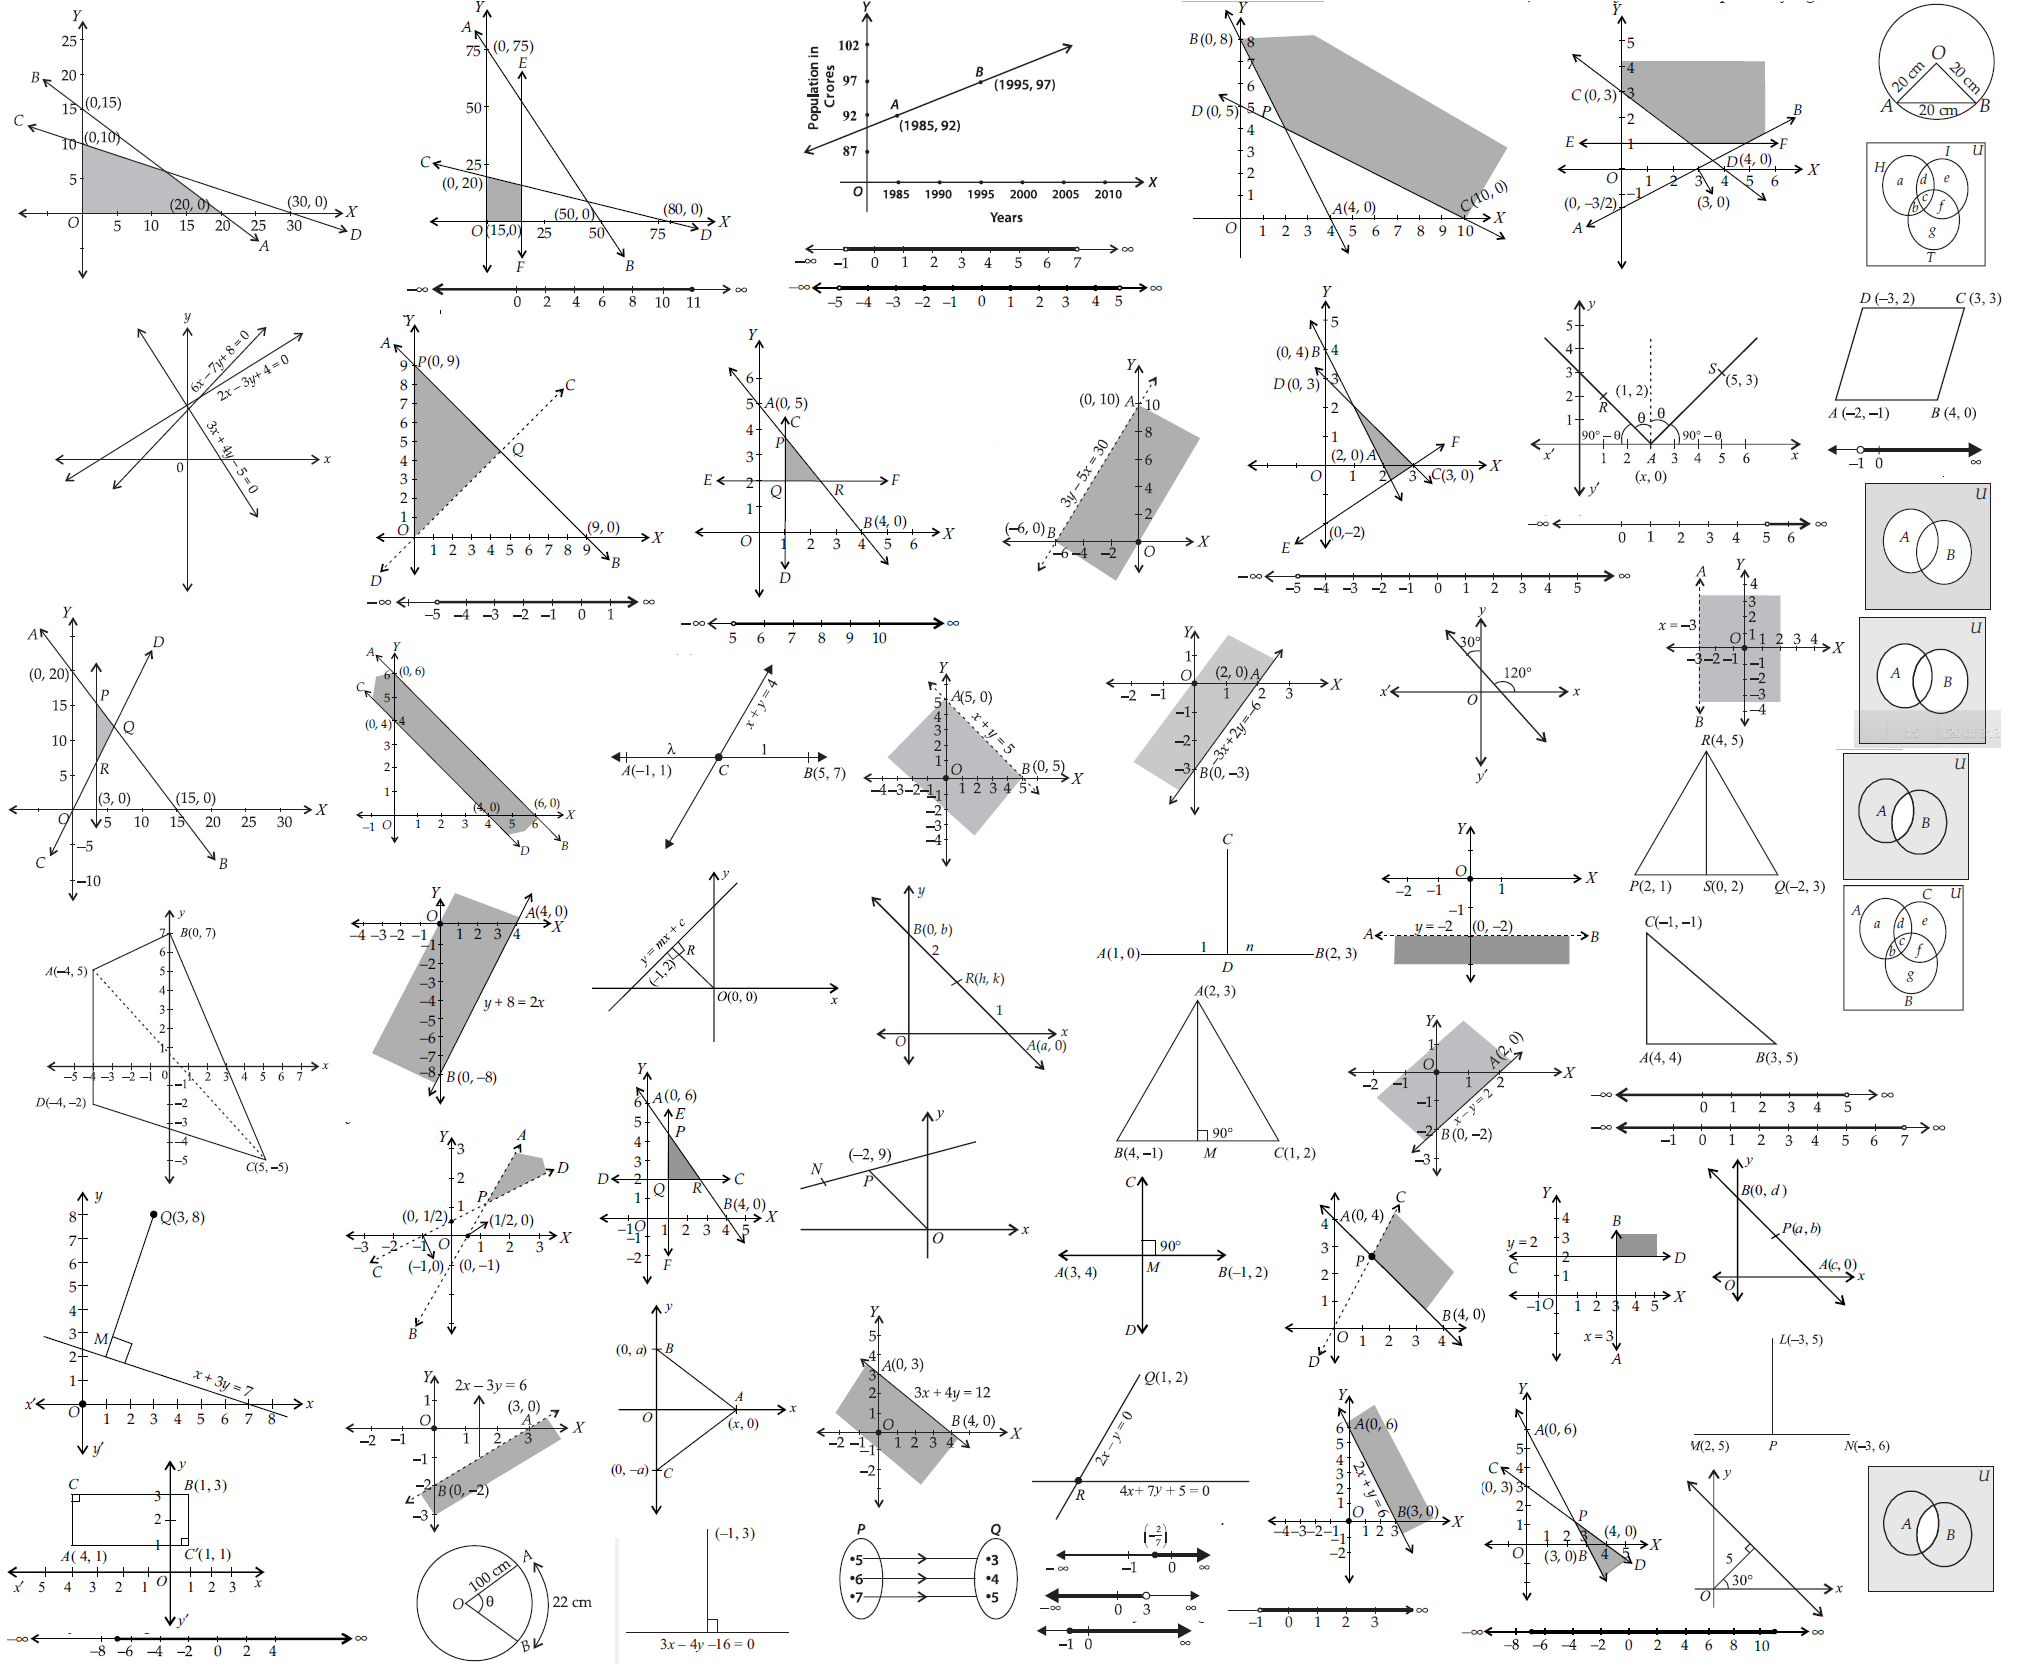 Y
25
20
15
10
5
B
C
(0,15)
(0,10)
(20, 0)
(30, 0)
X
O
5 10 15 20 25 30
A
D
Y
A
75
(0, 75)
E
50
C
25
(0, 20)
(50, 0)
(80, 0)
X
O (15,0) 25 50 75 D
F
B
−∞ 0 2 4 6 8 10 11 ∞
Y
Population in
Crores
102
97
92
87
A
(1985, 92)
B
(1995, 97)
O 1985 1990 1995 2000 2005 2010 X
Years
−∞ −1 0 1 2 3 4 5 6 7 ∞
−∞ −5 −4 −3 −2 −1 0 1 2 3 4 5 ∞
Y
B (0, 8) 8
7
6
D (0, 5) 5 P
4
3
2
1
A(4, 0)
C(10, 0)
X
O 1 2 3 4 5 6 7 8 9 10
Y
5
4
C (0, 3) 3
2
B
E 1 F
D(4, 0)
X
O 1 2 3 4 5 6
−1
(3, 0)
(0, −3/2)
A
O
20 cm 20 cm
A 20 cm B
H I U
a d e
b c f
g
T
y
6x − 7y + 8 = 0
2x − 3y + 4 = 0
3x + 4y − 5 = 0
0 x
Y
A
P(0, 9)
9
8
7
6
5
4
3
2
1
C
Q
(9, 0)
O 1 2 3 4 5 6 7 8 9 X
B
D
−∞ −5 −4 −3 −2 −1 0 1 ∞
Y
6
5 A(0, 5)
4 C
3 P
E 2 F
Q R
1
B(4, 0)
O 1 2 3 4 5 6 X
D
−∞ 5 6 7 8 9 10 ∞
Y
(0, 10) A 10
8
6
4
2
3y − 5x = 30
(−6, 0) B
−6 −4 −2 O X
Y
5
(0, 4) B 4
D (0, 3) 3
2
1
(2, 0) A
F
X
O 1 2 3 C(3, 0)
E (0,−2)
−∞ −5 −4 −3 −2 −1 0 1 2 3 4 5 ∞
y
5
4
3
2
1
(1, 2)
R
S (5, 3)
θ θ
90° − θ 90° − θ
x′ 1 2 A 3 4 5 6 x
(x, 0)
y′
−∞ 0 1 2 3 4 5 6 ∞
D (−3, 2) C (3, 3)
A (−2, −1) B (4, 0)
−1 0 ∞
U
A B
Y
A
(0, 20)
15
10
5
D
P
Q
R
(3, 0) (15, 0)
O 5 10 15 20 25 30 X
C
−5
B
−10
Y
A
(0, 6)
C
5
(0, 4) 4
3
2
1
(4, 0) (6, 0)
−1 O 1 2 3 4 5 6 X
D B
x + y = 4
λ 1
A(−1, 1) C B(5, 7)
Y
A(5, 0)
5
4
3
2
1
x + y = 5
O B (0, 5)
−4 −3 −2 −1 1 2 3 4 5 X
−1
−2
−3
−4
Y
1
O (2, 0) A
−2 −1 1 2 3 X
−1
−2
−3
−3x + 2y = −6
B(0, −3)
y
30°
120°
x′ O x
y′
A Y
4
3
2
1
x = −3
O 1 2 3 4 X
−3 −2 −1
−1
−2
−3
−4
B
U
A B
R(4, 5)
P(2, 1) S(0, 2) Q(−2, 3)
U
A B
y
7 B(0, 7)
6
A(−4, 5) 5
4
3
2
1
−5 −4 −3 −2 −1 0 1 2 3 4 5 6 7 x
−1
D(−4, −2) −2
−3
−4
−5
C(5, −5)
Y
O A(4, 0)
−4 −3 −2 −1 1 2 3 4 X
−1
−2
−3
−4
−5
−6
−7
−8
y + 8 = 2x
B (0, −8)
y
y = mx + c
R
(−1, 2)
O(0, 0) x
y
B(0, b)
2
R(h, k)
1
O A(a, 0) x
C
A(1, 0) 1 n B(2, 3)
D
Y
O
−2 −1 1 X
−1
A y = −2 (0, −2) B
C(−1, −1)
A(4, 4) B(3, 5)
A C U
a d e
b c f
g
B
A(2, 3)
90°
B(4, −1) M C(1, 2)
Y
1
O A(2, 0)
−2 −1 1 2 X
−1
−2
−3
x − y = 2
B (0, −2)
−∞ 0 1 2 3 4 5 ∞
−∞ −1 0 1 2 3 4 5 6 7 ∞
y
8 Q(3, 8)
7
6
5
4
3
2
1
M
x + 3y = 7
x′ O 1 2 3 4 5 6 7 8 x
y′
Y
3
2
1
A
D
P
(0, 1/2) (1/2, 0)
−3 −2 −1 O 1 2 3 X
C (−1,0) (0, −1)
B
Y
6 A(0, 6)
5 E
4 P
3
D 2 C
Q R
1 B(4, 0)
−1 O 1 2 3 4 5 X
−1
−2 F
y
N (−2, 9)
P
O x
C
90°
A(3, 4) M B(−1, 2)
D
C
4 A(0, 4)
3
P
2
1
B(4, 0)
O 1 2 3 4 X
D
Y
4
3 B
y = 2 2 D
C
1
−1 O 1 2 3 4 5 X
x = 3
A
y
B(0, d)
P(a, b)
A(c, 0)
O x
Y
2x − 3y = 6
1
O (3, 0)
A
−2 −1 1 2 3 X
−1
−2
B (0, −2)
−3
y
(0, a) B
A
O (x, 0) x
(0, −a) C
Y
5
4
3 A(0, 3)
2
1
3x + 4y = 12
B (4, 0)
−2 −1 O 1 2 3 4 X
−1
−2
Q(1, 2)
2x − y = 0
R 4x + 7y + 5 = 0
Y
A(0, 6)
6
5
4
3
2
1
2x + y = 6
B(3, 0)
O
−4 −3 −2 −1 1 2 3 X
−1
−2
Y
A(0, 6)
5
C 4
(0, 3) 3
2
1
P
1 2 3 (4, 0)
O (3, 0) B 4 5 X
D
L(−3, 5)
M(2, 5) P N(−3, 6)
C y B(1, 3)
3
2
1
A( 4, 1) C′(1, 1)
x′ 5 4 3 2 1 O 1 2 3 x
y′
−∞ −8 −6 −4 −2 0 2 4 ∞
100 cm A
O θ 22 cm
B
(−1, 3)
3x − 4y −16 = 0
P Q
•5 •3
•6 •4
•7 •5
(−2/7)
−∞ −1 0 ∞
−∞ 0 3 ∞
−∞ −1 0 ∞
−1 0 1 2 3 ∞
y
5
30°
O x
−∞ −8 −6 −4 −2 0 2 4 6 8 10 ∞
U
A B